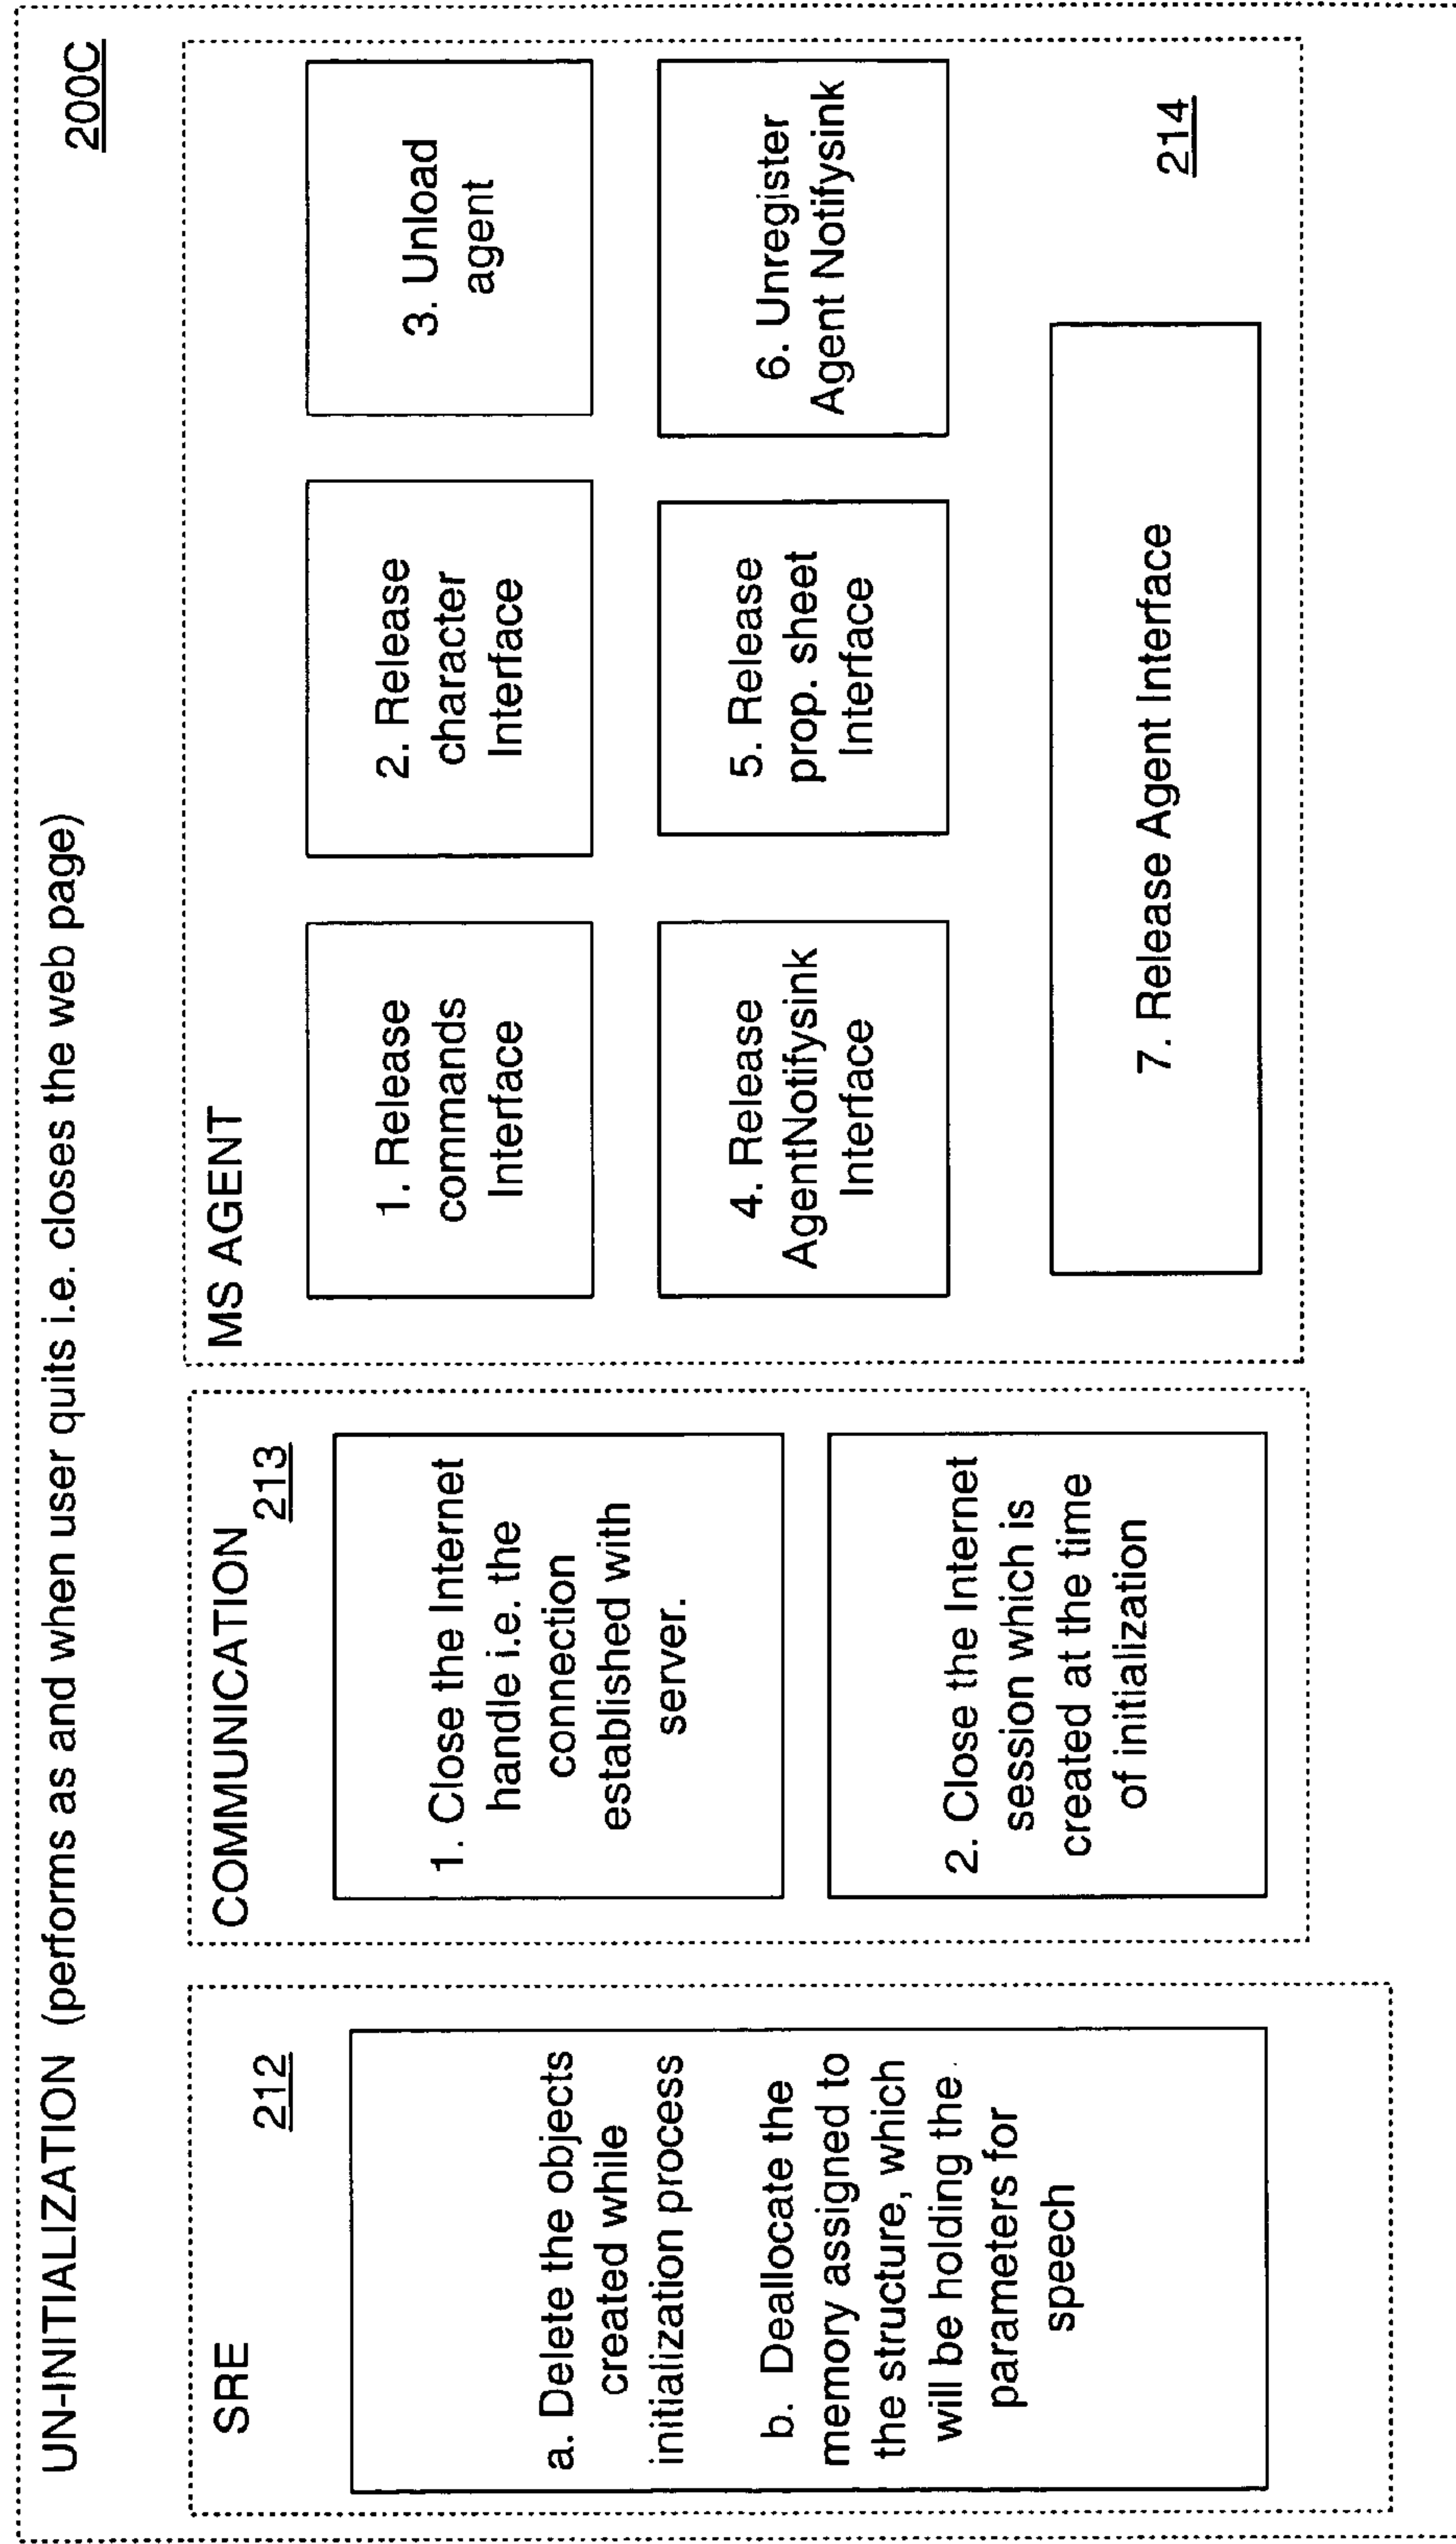 UN-INITIALIZATION (performs as and when user quits i.e. closes the web page)
200C
SRE
212
a. Delete the objects
created while
initialization process
b. Deallocate the
memory assigned to
the structure, which
will be holding the
parameters for
speech
COMMUNICATION
213
1. Close the Internet
handle i.e. the
connection
established with
server.
2. Close the Internet
session which is
created at the time
of initialization
MS AGENT
1. Release
commands
Interface
2. Release
character
Interface
3. Unload
agent
4. Release
AgentNotifysink
Interface
5. Release
prop. sheet
Interface
6. Unregister
Agent Notifysink
7. Release Agent Interface
214